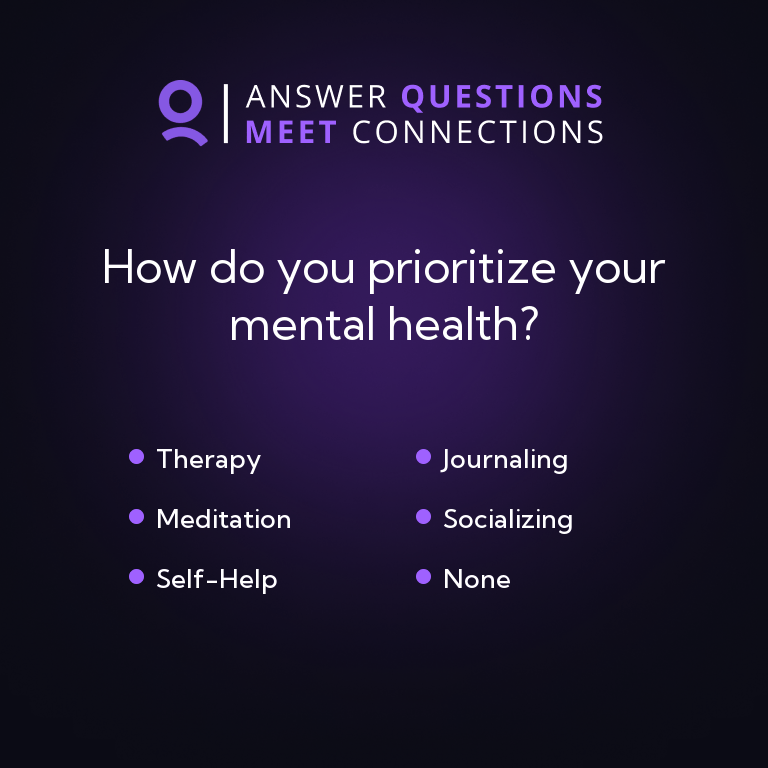 ANSWER QUESTIONS
MEET CONNECTIONS
How do you prioritize your
mental health?
Therapy
Meditation
Self-Help
Journaling
Socializing
None